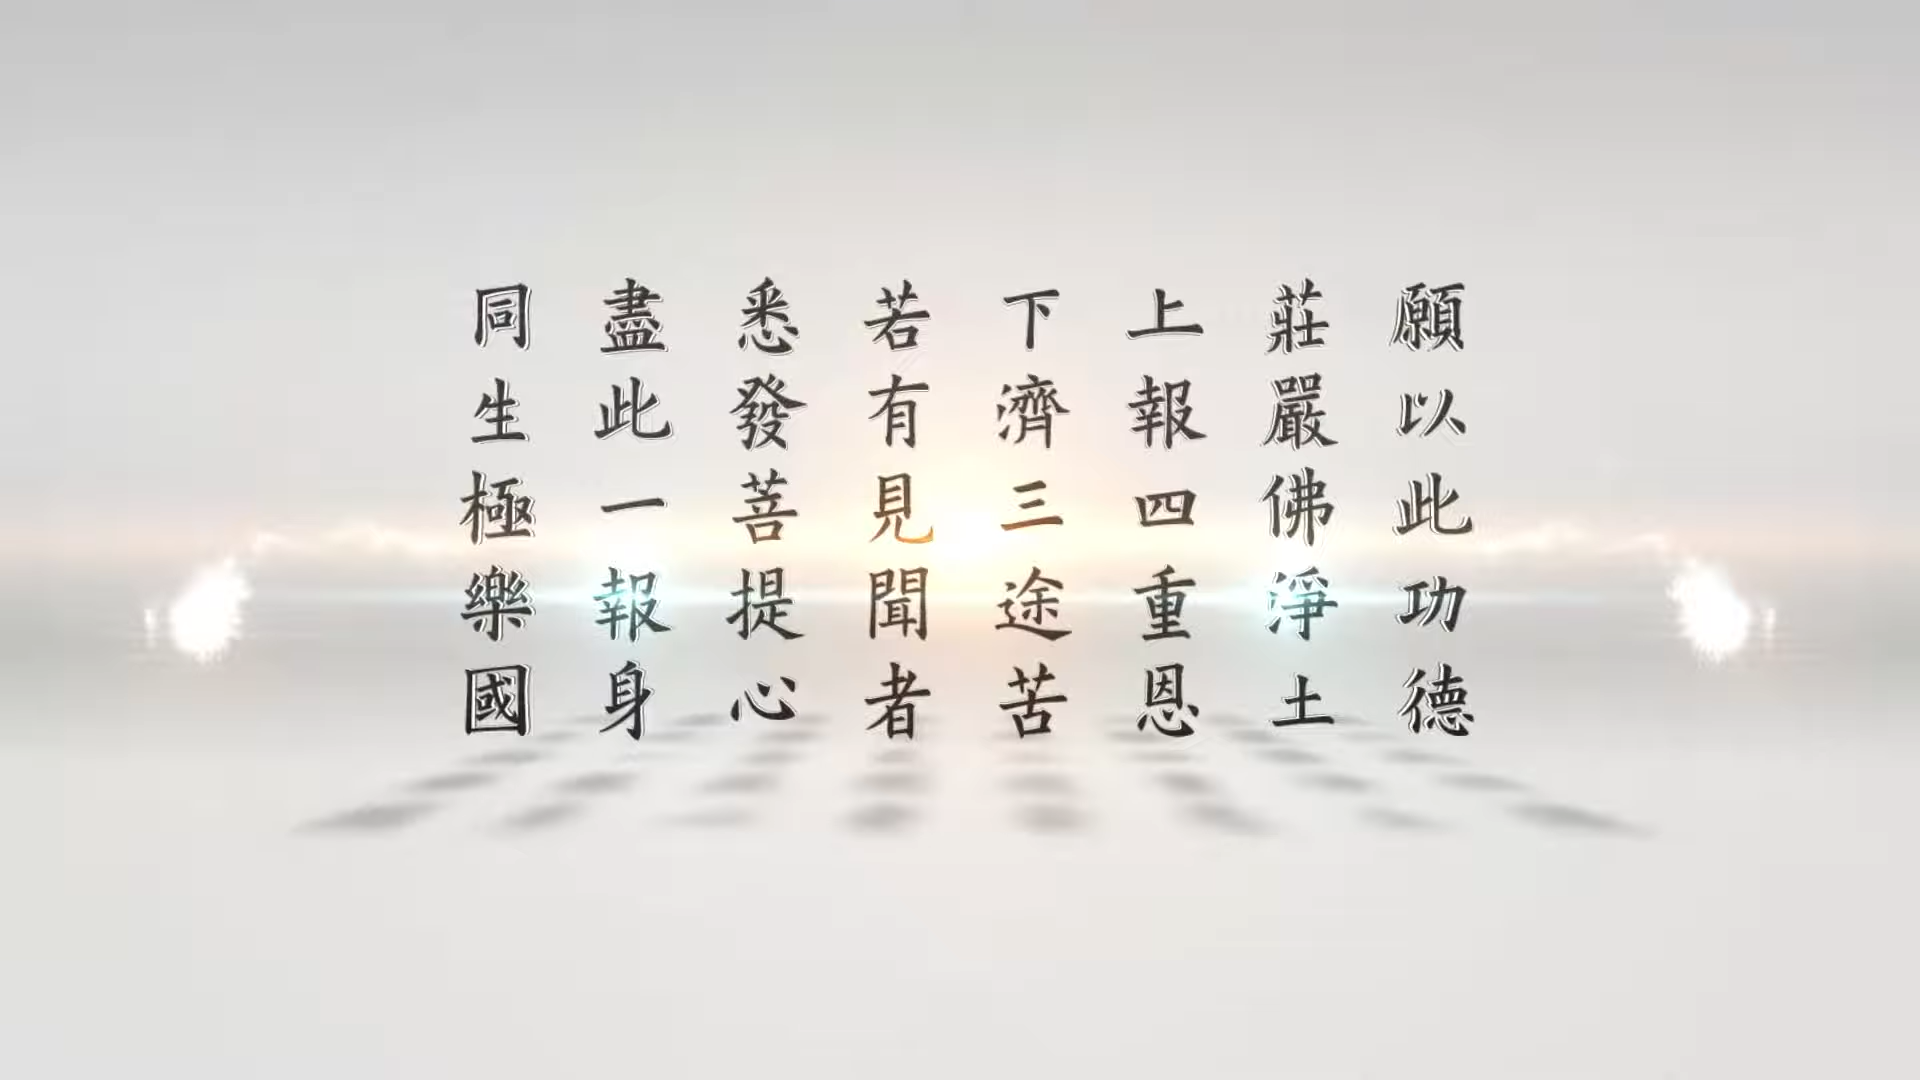 願以此功德
莊嚴佛淨土
上報四重恩
下濟三途苦
若有見聞者
悉發菩提心
盡此一報身
同生極樂國